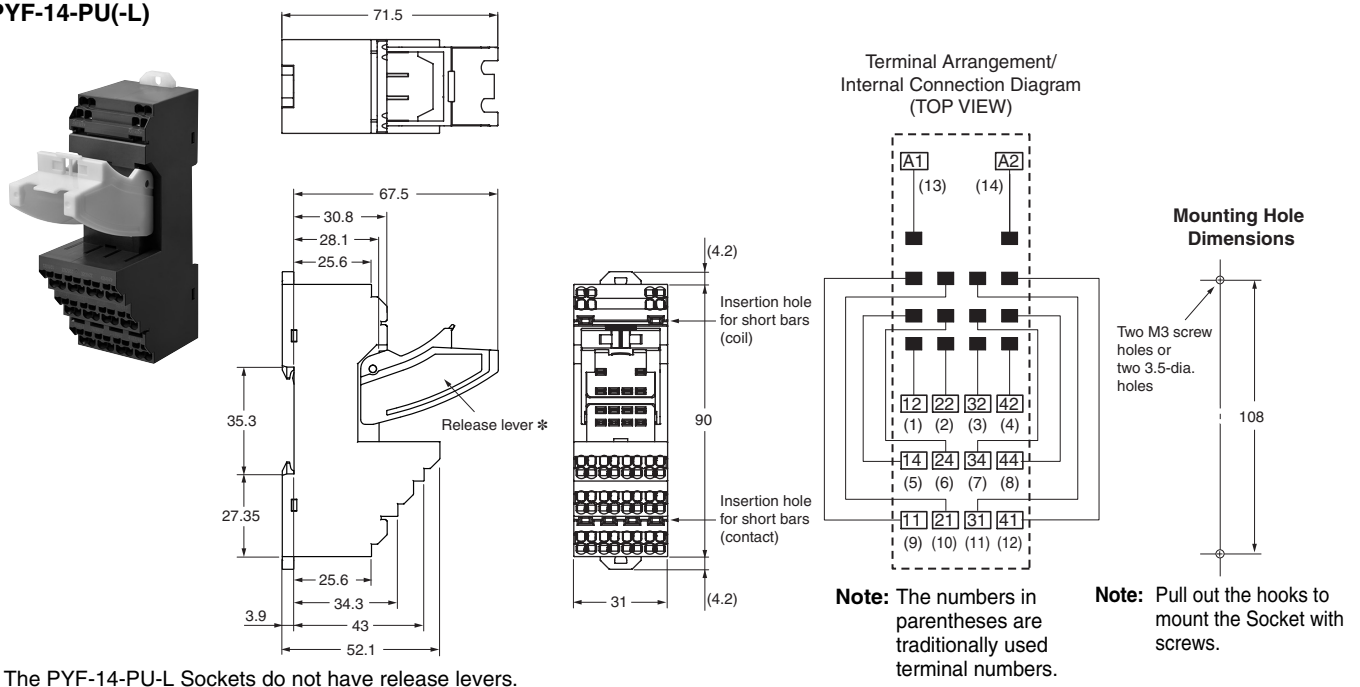 PYF-14-PU(-L)
71.5
67.5
30.8
28.1
25.6
35.3
27.35
Release lever *
25.6
34.3
3.9
43
52.1
The PYF-14-PU-L Sockets do not have release levers.
(4.2)
Insertion hole
for short bars
(coil)
90
Insertion hole
for short bars
(contact)
31
(4.2)
Terminal Arrangement/
Internal Connection Diagram
(TOP VIEW)
A1 A2
(13) (14)
12 22 32 42
(1) (2) (3) (4)
14 24 34 44
(5) (6) (7) (8)
11 21 31 41
(9) (10) (11) (12)
Note: The numbers in
parentheses are
traditionally used
terminal numbers.
Mounting Hole
Dimensions
Two M3 screw
holes or
two 3.5-dia.
holes
108
Note: Pull out the hooks to
mount the Socket with
screws.